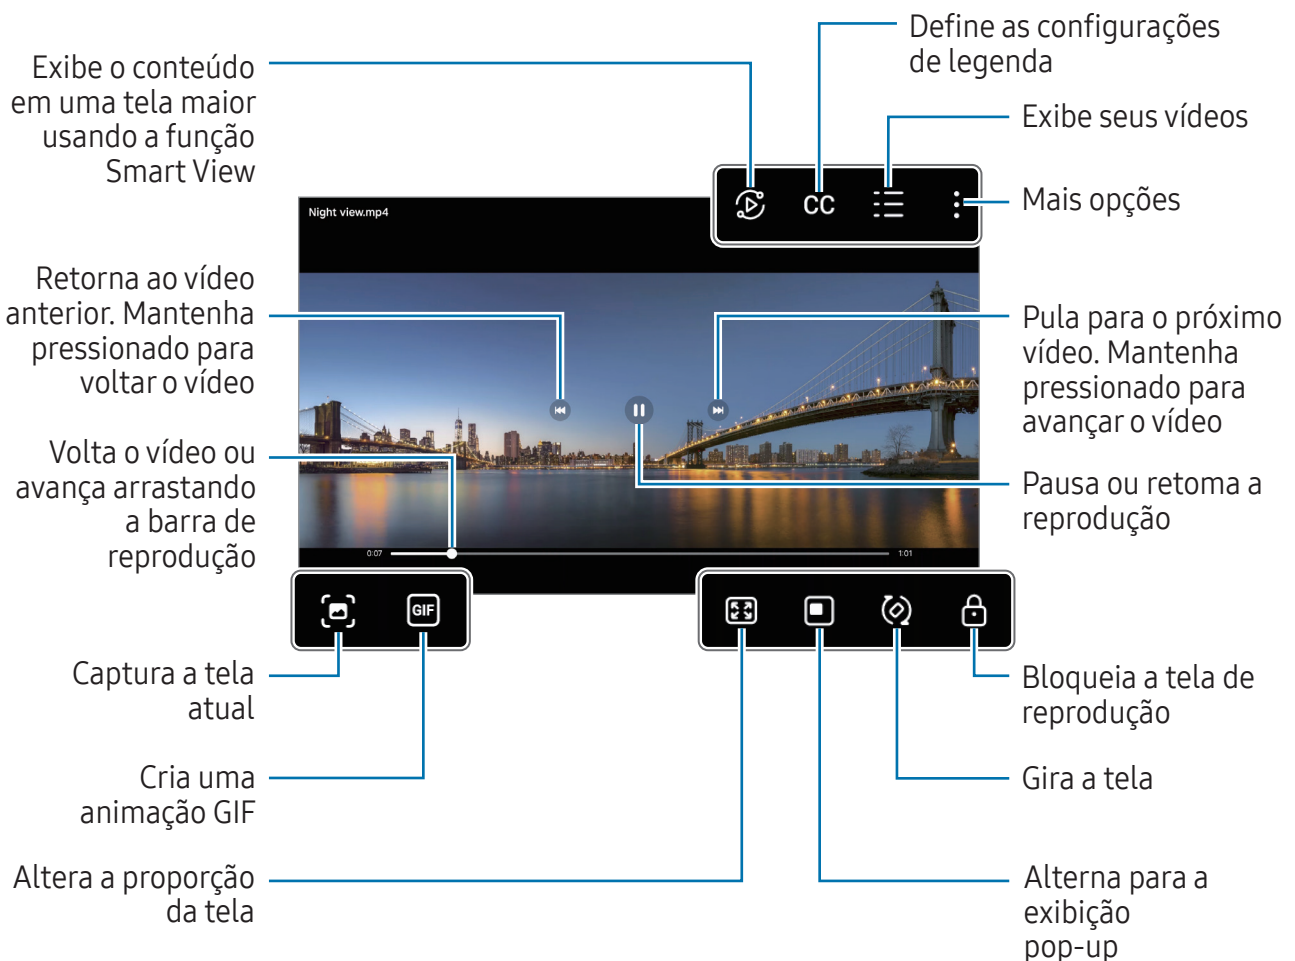 Define as configurações
de legenda
Exibe o conteúdo
em uma tela maior
usando a função
Smart View
Exibe seus vídeos
CC
Mais opções
Night view.mp4
Retorna ao vídeo
anterior. Mantenha
pressionado para
voltar o vídeo
Pula para o próximo
vídeo. Mantenha
pressionado para
avançar o vídeo
Volta o vídeo ou
avança arrastando
a barra de
reprodução
Pausa ou retoma a
reprodução
0:07
1:01
GIF
Captura a tela
atual
Bloqueia a tela de
reprodução
Cria uma
animação GIF
Gira a tela
Altera a proporção
da tela
Alterna para a
exibição
pop-up